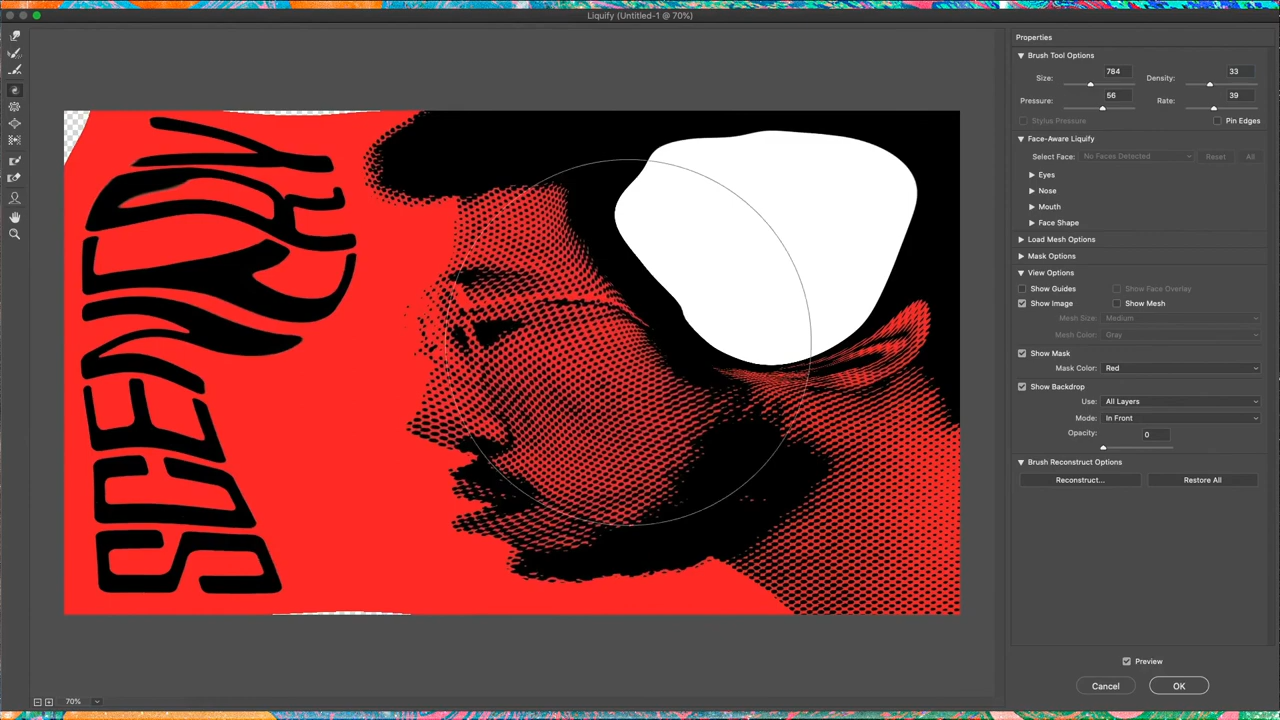 Liquify (Untitled-1 @ 70%)
Properties
Brush Tool Options
Size: 784 Density: 33
Pressure: 56 Rate: 39
Stylus Pressure Pin Edges
Face-Aware Liquify
Select Face: No Faces Detected Reset All
Eyes
Nose
Mouth
Face Shape
Load Mesh Options
Mask Options
View Options
Show Guides Show Face Overlay
Show Image Show Mesh
Mesh Size: Medium
Mesh Color: Gray
Show Mask
Mask Color: Red
Show Backdrop
Use: All Layers
Mode: In Front
Opacity: 0
Brush Reconstruct Options
Reconstruct... Restore All
Preview
Cancel OK
70%